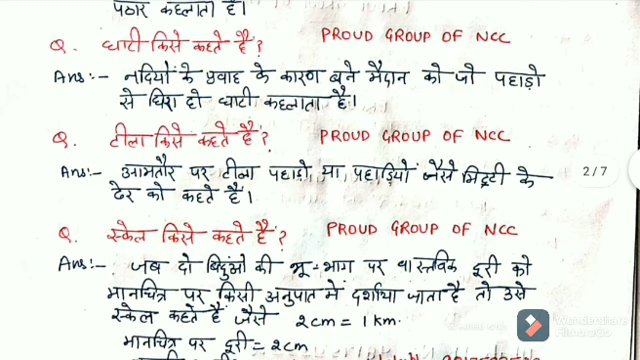 पठार कहलाता है।
Q. घाटी किसे कहते है? PROUD GROUP OF NCC
Ans:- नदियों के प्रवाह के कारण बने मैदान को जो पहाड़ो
से घिरा हो घाटी कहलाता है।
Q. टीला किसे कहते है? PROUD GROUP OF NCC
Ans:- आमतौर पर टीला पहाड़ो, या पहाड़ियों जैसे मिट्टी के
2/7
ढेर को कहते है।
Q. स्केल किसे कहते है? PROUD GROUP OF NCC
Ans:- जब दो बिंदुओं की भू-भाग पर वास्तविक दूरी को
मानचित्र पर किसी अनुपात में दर्शाया जाता है तो उसे
स्केल कहते है जैसे 2cm = 1 km.
Wondershare
Filmora
मानचित्र पर दूरी = 2cm